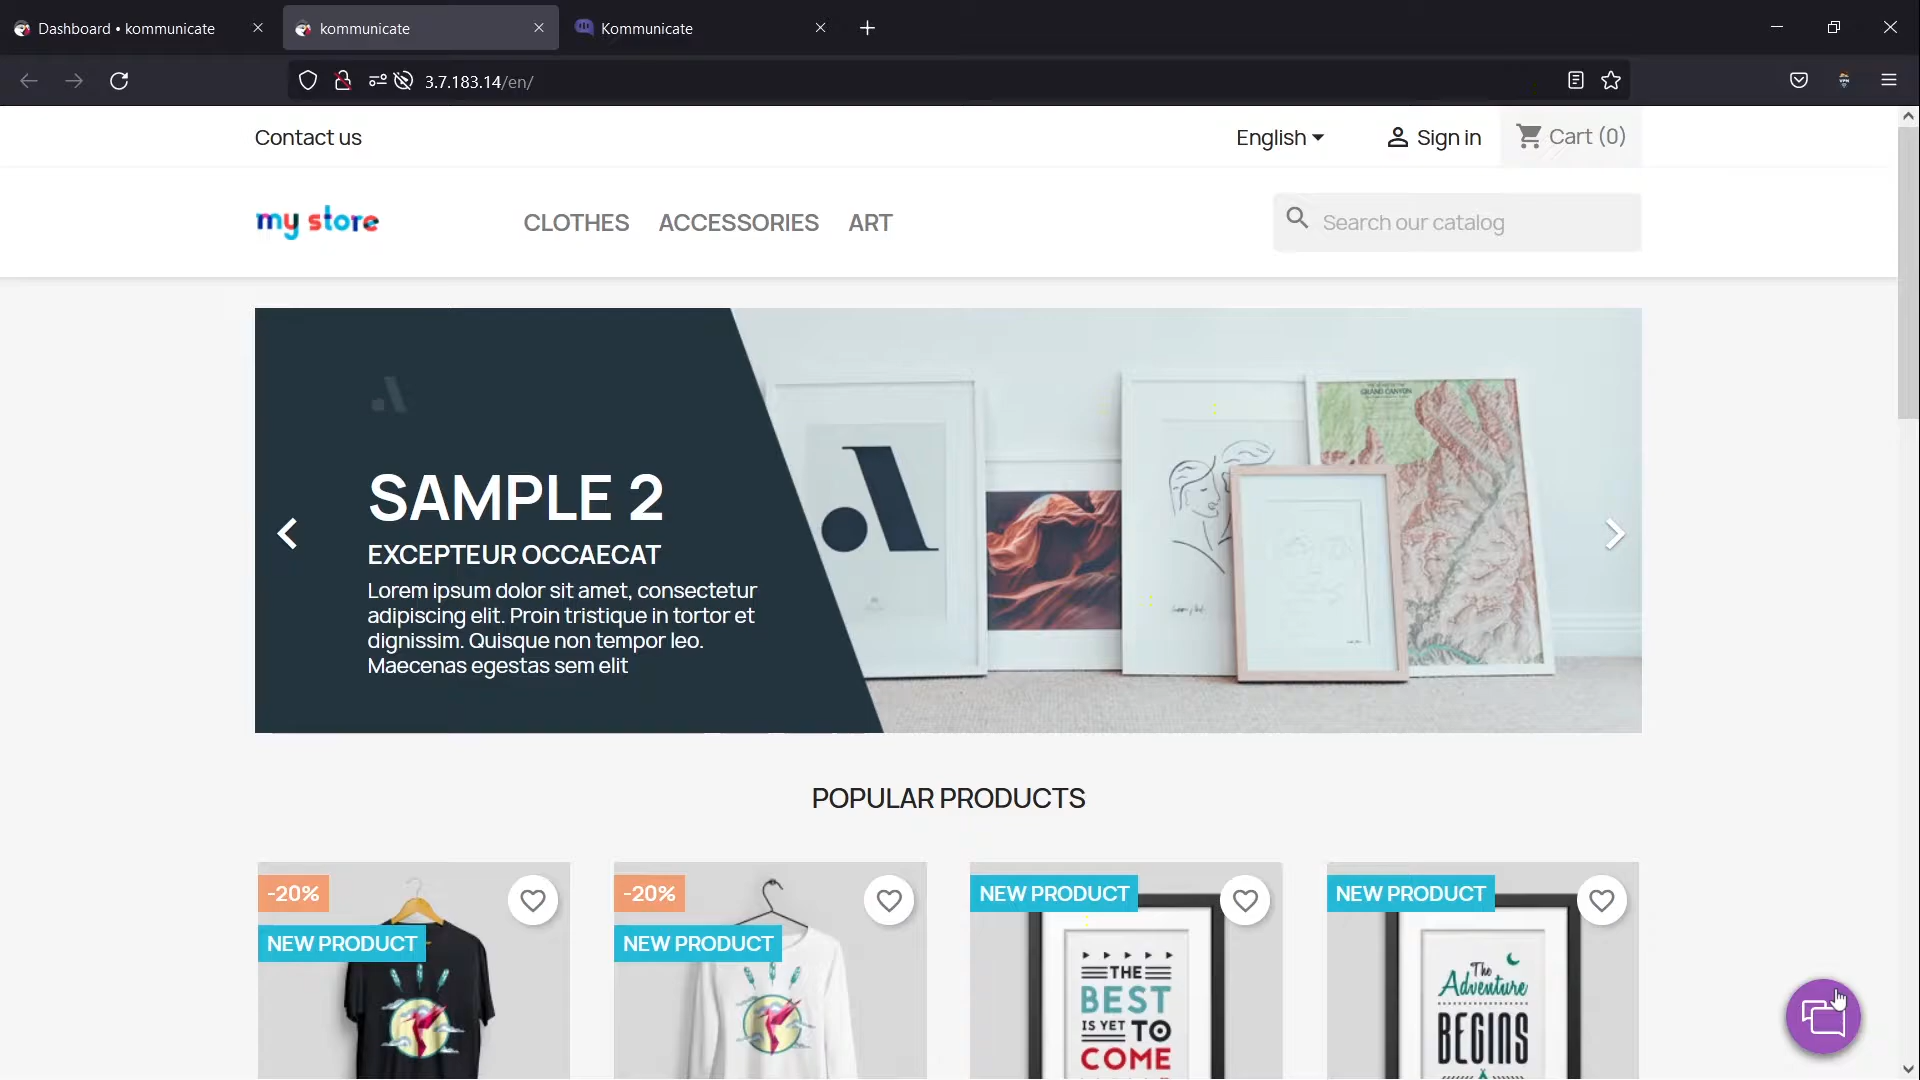 Dashboard • kommunicate
kommunicate
Kommunicate
3.7.183.14/en/
Contact us
English
Sign in
Cart (0)
my store
CLOTHES
ACCESSORIES
ART
Search our catalog
GRAND CANYON
SAMPLE 2
EXCEPTEUR OCCAECAT
Lorem ipsum dolor sit amet, consectetur
adipiscing elit. Proin tristique in tortor et
dignissim. Quisque non tempor leo.
Maecenas egestas sem elit
POPULAR PRODUCTS
-20%
NEW PRODUCT
-20%
NEW PRODUCT
NEW PRODUCT
THE
BEST
IS YET TO
COME
NEW PRODUCT
The
Adventure
BEGINS